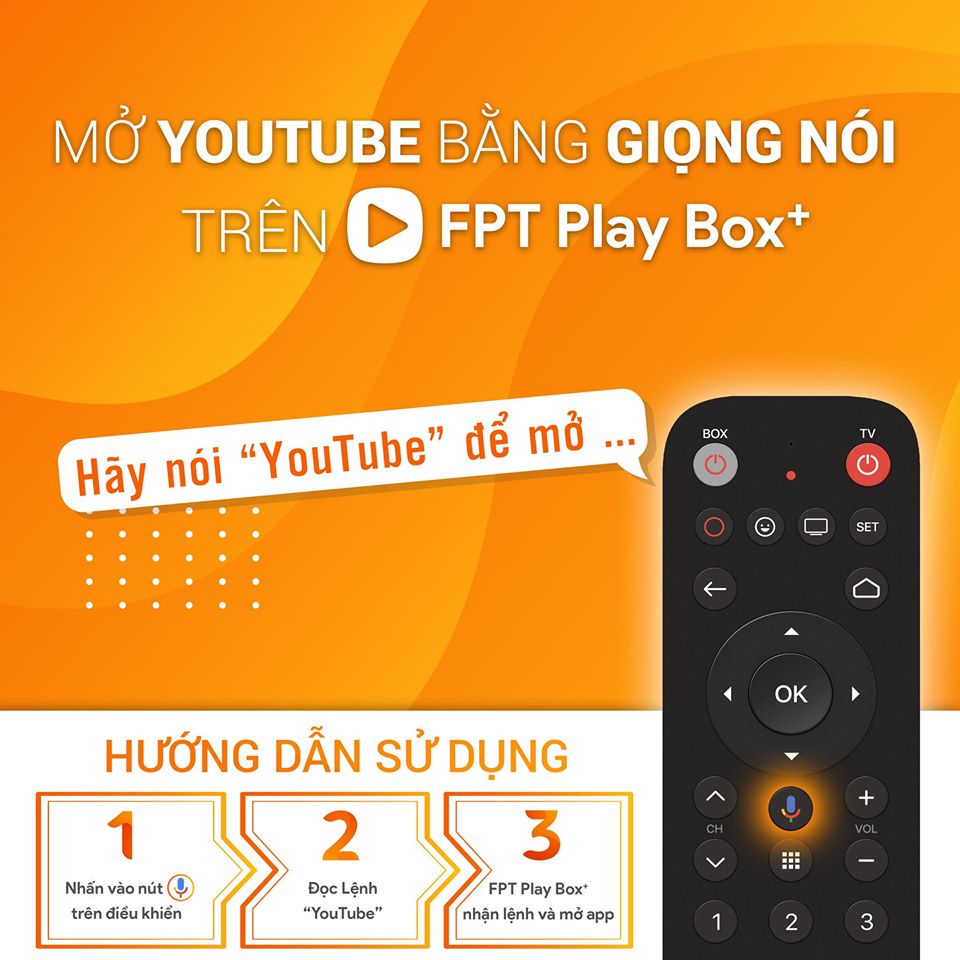 MỞ YOUTUBE BẰNG GIỌNG NÓI
TRÊN FPT Play Box+
Hãy nói “YouTube” để mở ...
BOX
TV
SET
OK
CH
VOL
1 2 3
HƯỚNG DẪN SỬ DỤNG
1
Nhấn vào nút
trên điều khiển
2
Đọc Lệnh
“YouTube”
3
FPT Play Box+
nhận lệnh và mở app